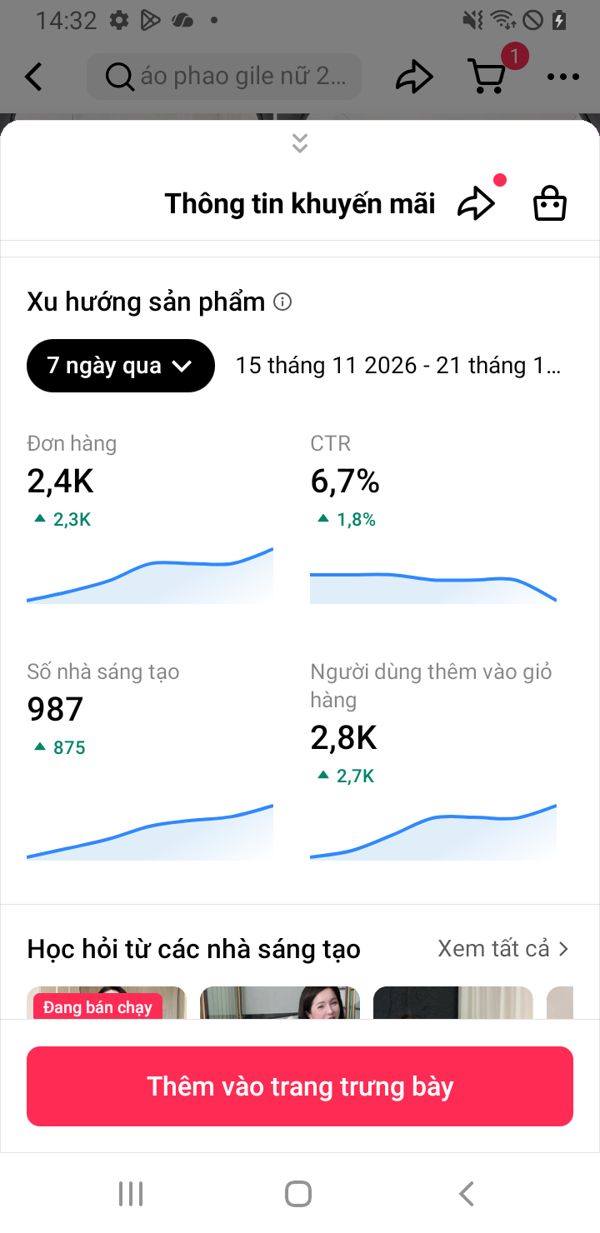 14:32
áo phao gile nữ 2...
1
Thông tin khuyến mãi
Xu hướng sản phẩm
7 ngày qua
15 tháng 11 2026 - 21 tháng 1...
Đơn hàng
2,4K
2,3K
CTR
6,7%
1,8%
Số nhà sáng tạo
987
875
Người dùng thêm vào giỏ
hàng
2,8K
2,7K
Học hỏi từ các nhà sáng tạo
Xem tất cả
Đang bán chạy
Thêm vào trang trưng bày